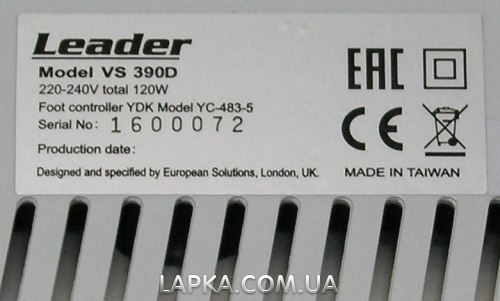 Leader
Model VS 390D
220-240V total 120W
Foot controller YDK Model YC-483-5
Serial No: 1600072
Production date:
Designed and specified by European Solutions, London, UK.
EAC
CE
MADE IN TAIWAN
LAPKA.COM.UA